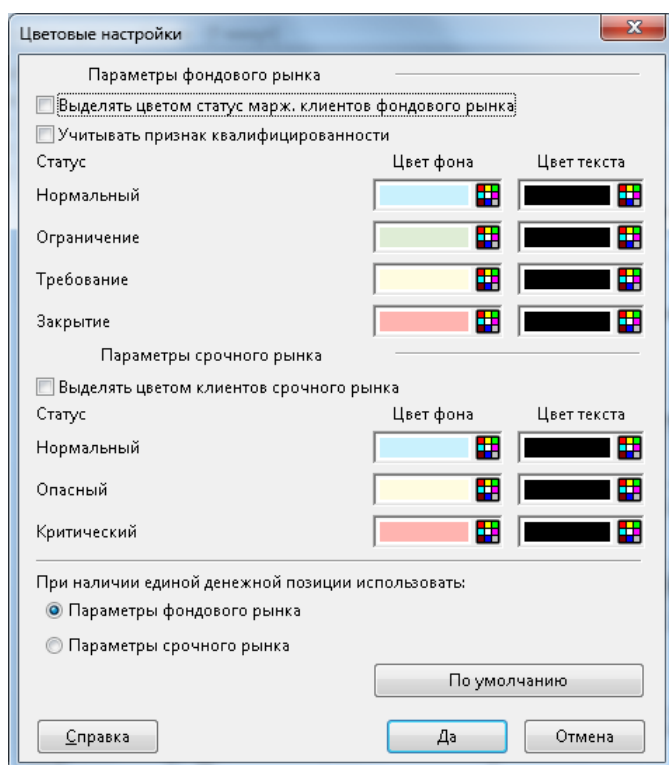 Цветовые настройки
Параметры фондового рынка
Выделять цветом статус марж. клиентов фондового рынка
Учитывать признак квалифицированности
Статус Цвет фона Цвет текста
Нормальный
Ограничение
Требование
Закрытие
Параметры срочного рынка
Выделять цветом клиентов срочного рынка
Статус Цвет фона Цвет текста
Нормальный
Опасный
Критический
При наличии единой денежной позиции использовать:
Параметры фондового рынка
Параметры срочного рынка
По умолчанию
Справка Да Отмена